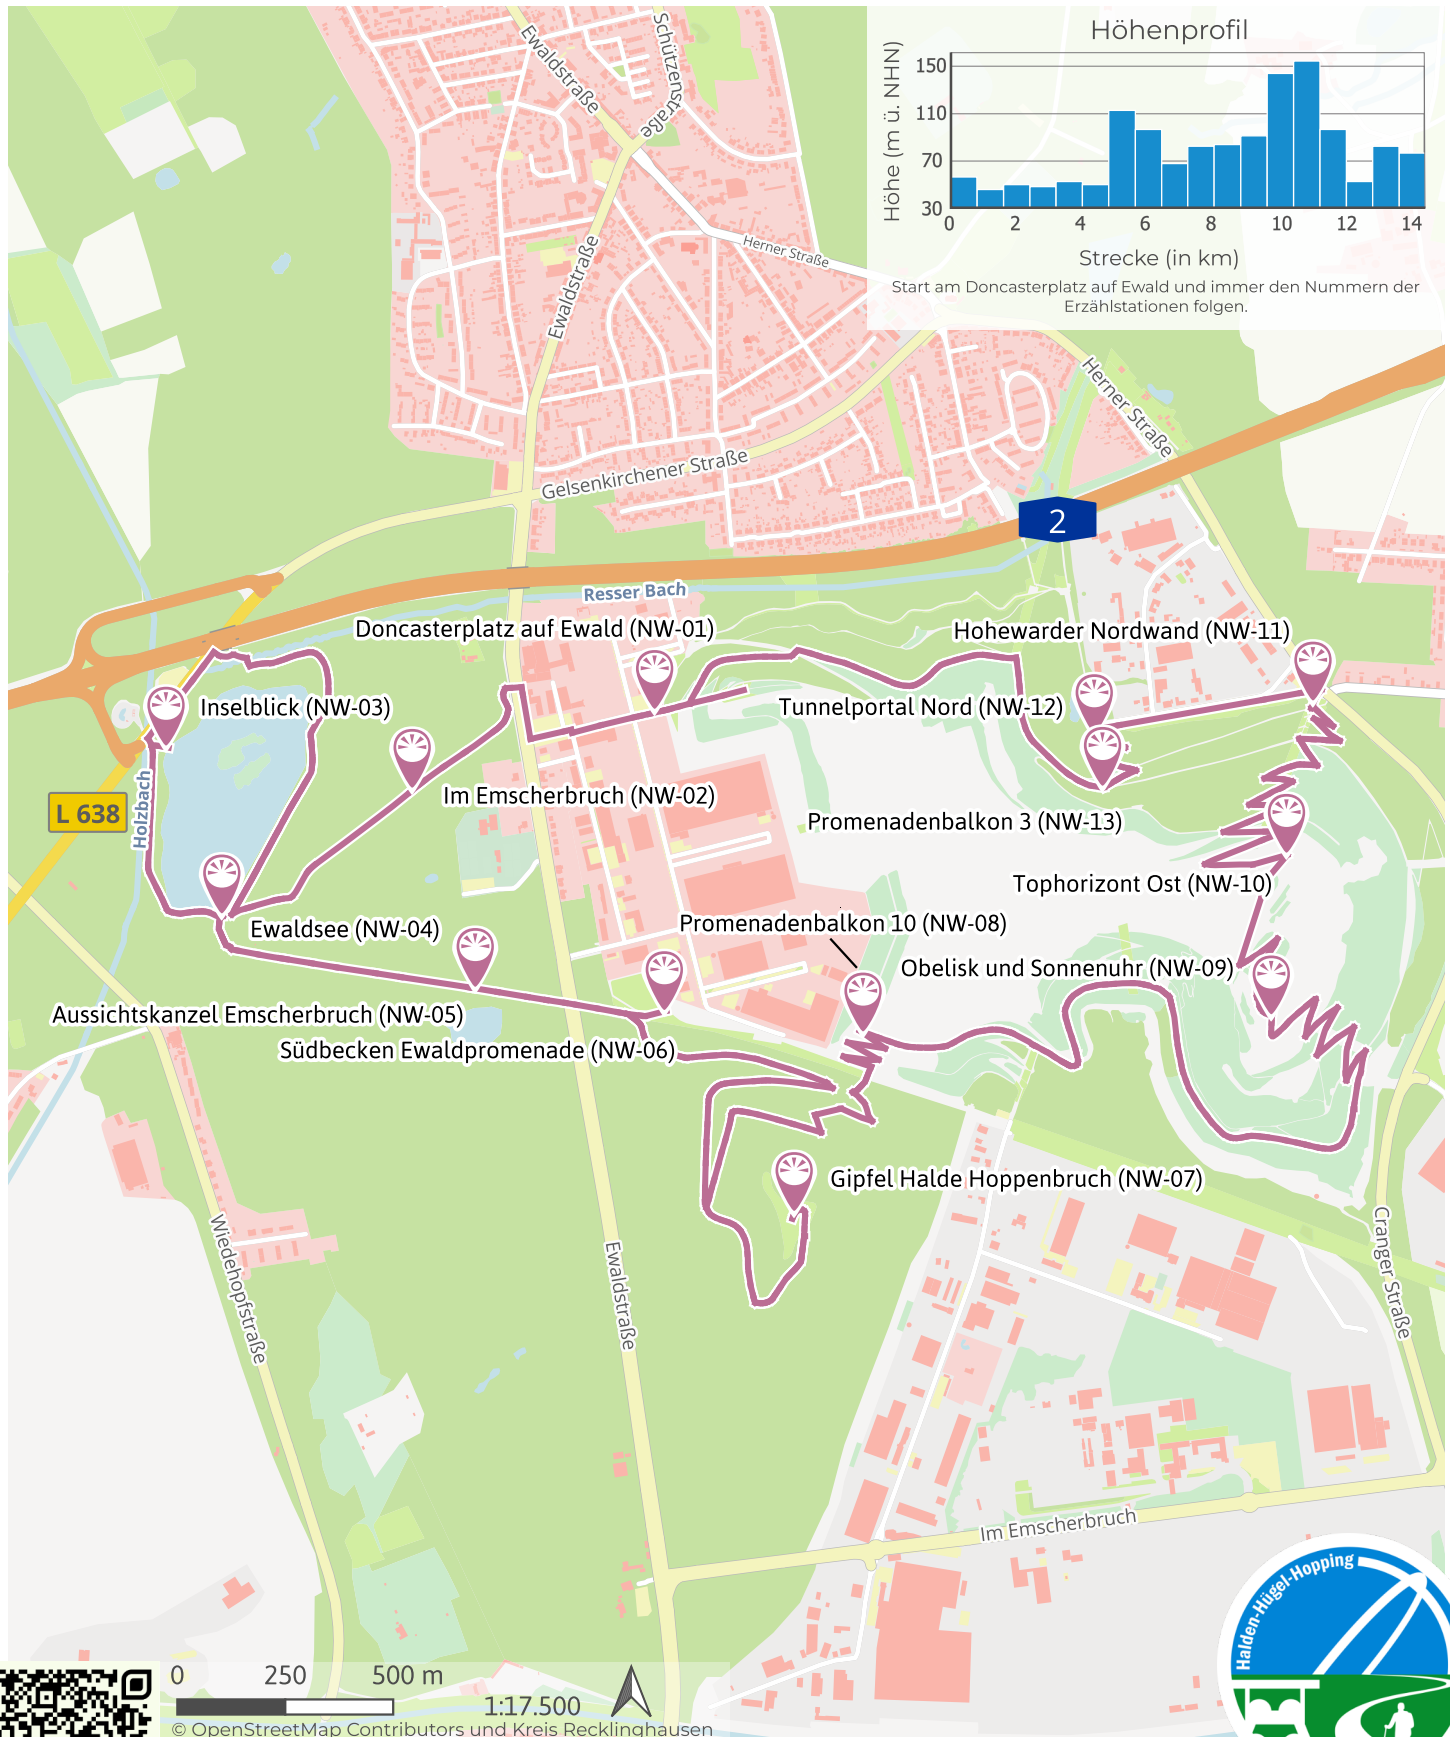 Höhenprofil
Höhe (m ü. NHN)
150
110
70
30
0 2 4 6 8 10 12 14
Strecke (in km)
Start am Doncasterplatz auf Ewald und immer den Nummern der
Erzählstationen folgen.
Ewaldstraße
Schützenstraße
Herner Straße
Ewaldstraße
Herner Straße
Gelsenkirchener Straße
2
Resser Bach
Doncasterplatz auf Ewald (NW-01)
Hohewarder Nordwand (NW-11)
Inselblick (NW-03)
Tunnelportal Nord (NW-12)
Im Emscherbruch (NW-02)
L 638
Holzbach
Promenadenbalkon 3 (NW-13)
Tophorizont Ost (NW-10)
Promenadenbalkon 10 (NW-08)
Ewaldsee (NW-04)
Obelisk und Sonnenuhr (NW-09)
Aussichtskanzel Emscherbruch (NW-05)
Südbecken Ewaldpromenade (NW-06)
Gipfel Halde Hoppenbruch (NW-07)
Wiedehopfstraße
Ewaldstraße
Cranger Straße
Im Emscherbruch
Halden-Hügel-Hopping
0 250 500 m
1:17.500
© OpenStreetMap Contributors und Kreis Recklinghausen